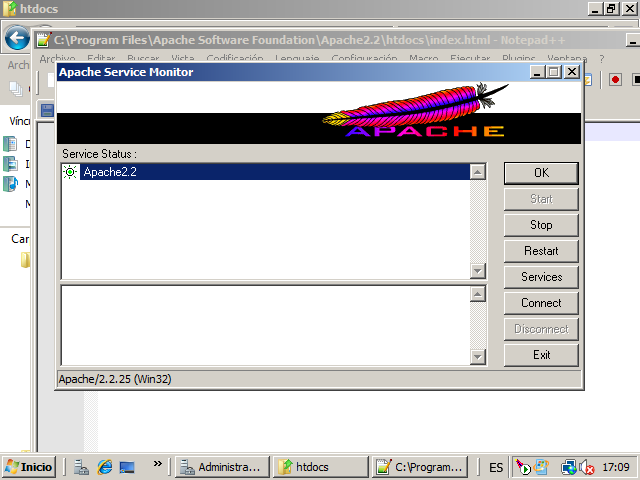 htdocs
C:\Program Files\Apache Software Foundation\Apache2.2\htdocs\index.html - Notepad++
Archivo Editar Buscar Vista Codificación Lenguaje Configuración Macro Ejecutar Plugins Ventana ?
Apache Service Monitor
APACHE
Service Status :
Apache2.2
OK
Start
Stop
Restart
Services
Connect
Disconnect
Exit
Apache/2.2.25 (Win32)
Arch
Vínc
D
I
M
M
Car
Inicio
»
Administra...
htdocs
C:\Program...
ES
17:09